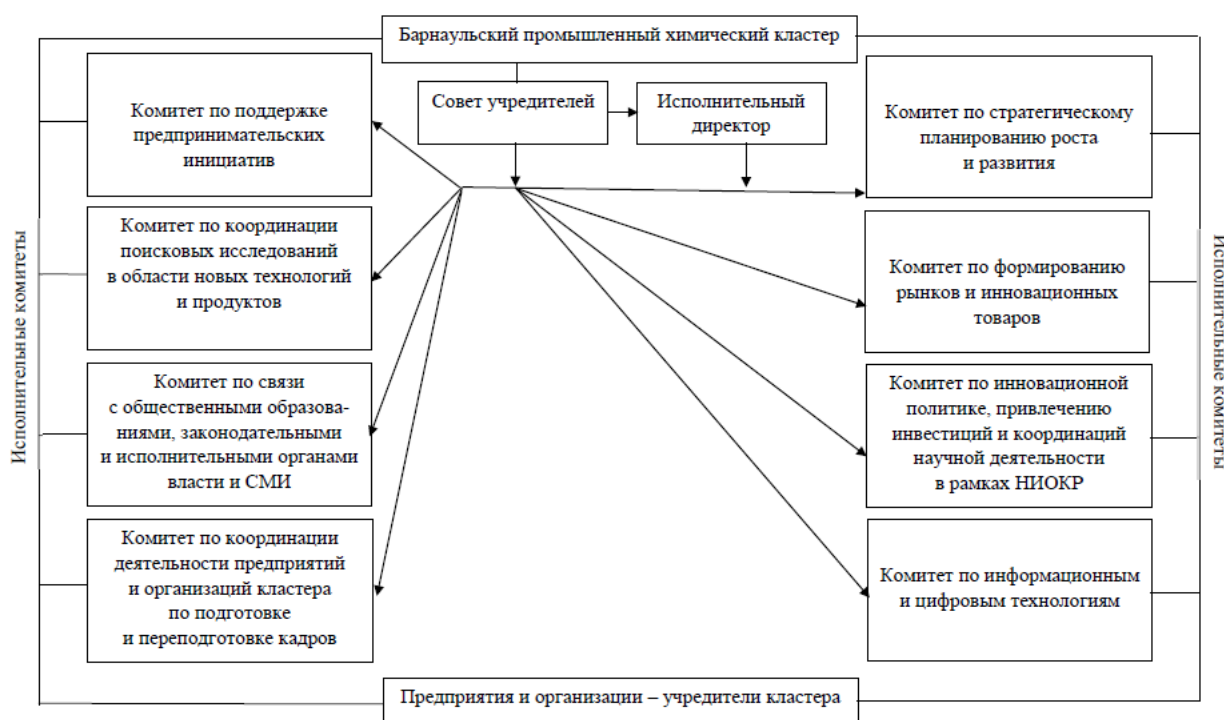 Барнаульский промышленный химический кластер
Совет учредителей
Исполнительный
директор
Исполнительные комитеты
Комитет по поддержке
предпринимательских
инициатив
Комитет по координации
поисковых исследований
в области новых технологий
и продуктов
Комитет по связи
с общественными образова-
ниями, законодательными
и исполнительными органами
власти и СМИ
Комитет по координации
деятельности предприятий
и организаций кластера
по подготовке
и переподготовке кадров
Комитет по стратегическому
планированию роста
и развития
Комитет по формированию
рынков и инновационных
товаров
Комитет по инновационной
политике, привлечению
инвестиций и координаций
научной деятельности
в рамках НИОКР
Комитет по информационным
и цифровым технологиям
Исполнительные комитеты
Предприятия и организации – учредители кластера